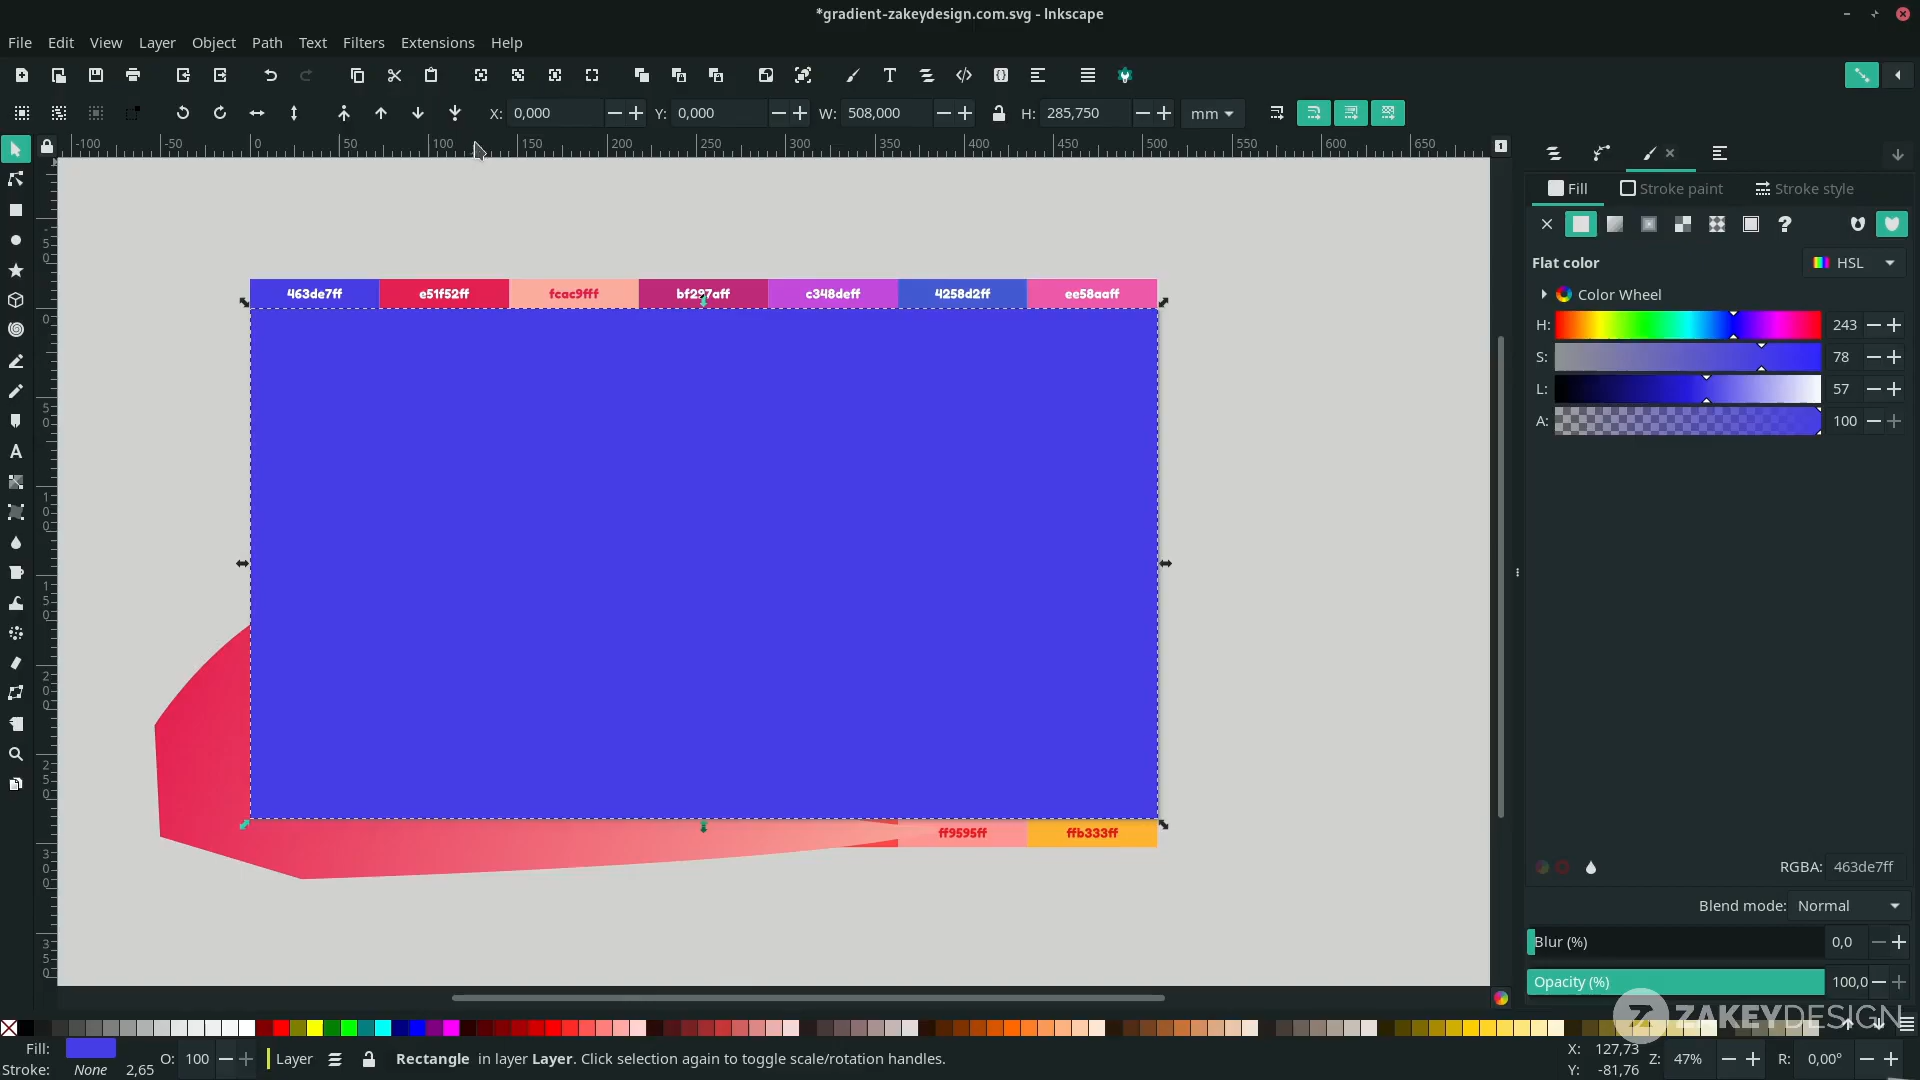 *gradient-zakeydesign.com.svg - Inkscape
File Edit View Layer Object Path Text Filters Extensions Help
X: 0,000 Y: 0,000 W: 508,000 H: 285,750 mm
-100 -50 0 50 100 150 200 250 300 350 400 450 500 550 600 650
1
Fill Stroke paint Stroke style
Flat color HSL
Color Wheel
H: 243
S: 78
L: 57
A: 100
463de7ff e51f52ff fcac9fff bf297aff c348deff 4258d2ff ee58aaff
ff9595ff ffb333ff
RGBA: 463de7ff
Blend mode: Normal
Blur (%) 0,0
Opacity (%) 100,0
ZAKEYDESIGN
Fill:
Stroke: None 2,65
O: 100
Layer
Rectangle in layer Layer. Click selection again to toggle scale/rotation handles.
X: 127,73
Y: -81,76
Z: 47%
R: 0,00°